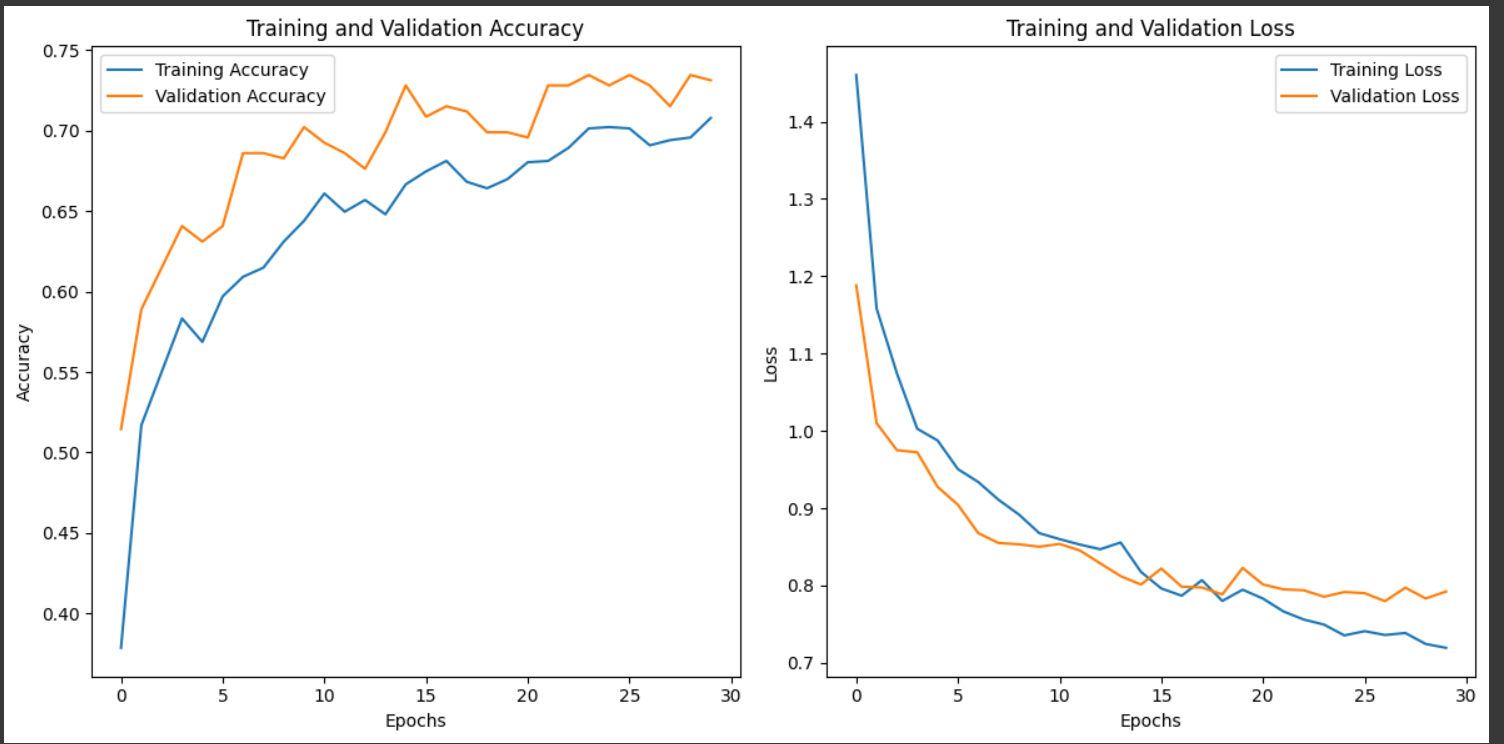 Training and Validation Accuracy
Training Accuracy
Validation Accuracy
0.75
0.70
0.65
0.60
0.55
0.50
0.45
0.40
Accuracy
0 5 10 15 20 25 30
Epochs
Training and Validation Loss
Training Loss
Validation Loss
1.4
1.3
1.2
1.1
1.0
0.9
0.8
0.7
Loss
0 5 10 15 20 25 30
Epochs